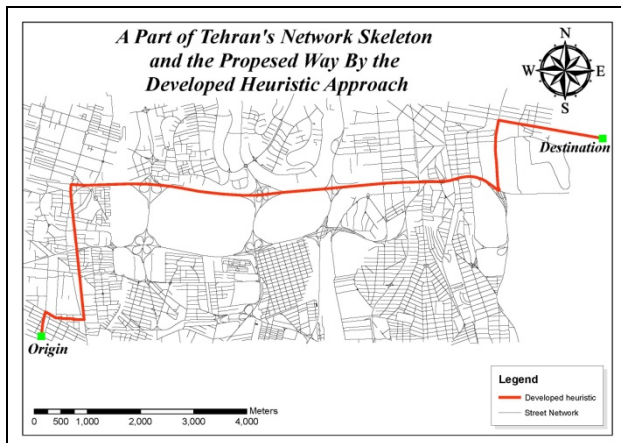 A Part of Tehran's Network Skeleton
and the Propesed Way By the
Developed Heuristic Approach
N
W E
S
Destination
Origin
Legend
Developed heuristic
Street Network
Meters
0 500 1,000 2,000 3,000 4,000